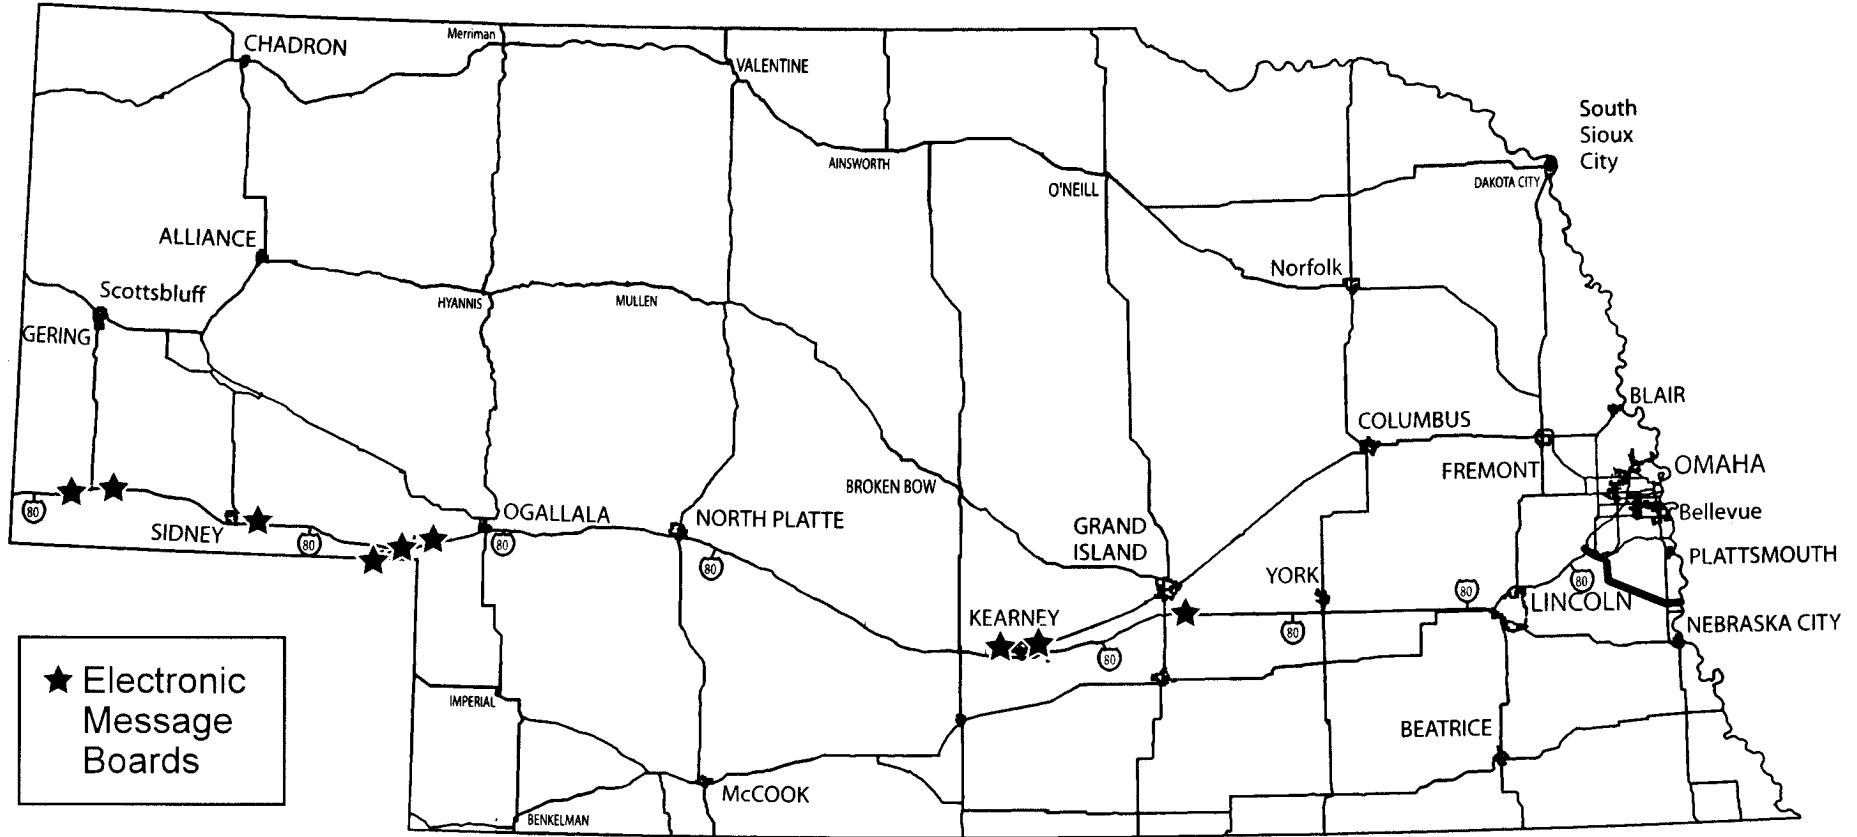 CHADRON
Merriman
VALENTINE
South
Sioux
City
AINSWORTH
O'NEILL
DAKOTA CITY
ALLIANCE
Norfolk
Scottsbluff
HYANNIS
MULLEN
GERING
BLAIR
COLUMBUS
FREMONT
OMAHA
BROKEN BOW
80
SIDNEY
80
OGALLALA
80
NORTH PLATTE
80
GRAND
ISLAND
Bellevue
PLATTSMOUTH
YORK
80
80
LINCOLN
KEARNEY
80
80
NEBRASKA CITY
Electronic
Message
Boards
IMPERIAL
BEATRICE
McCOOK
BENKELMAN